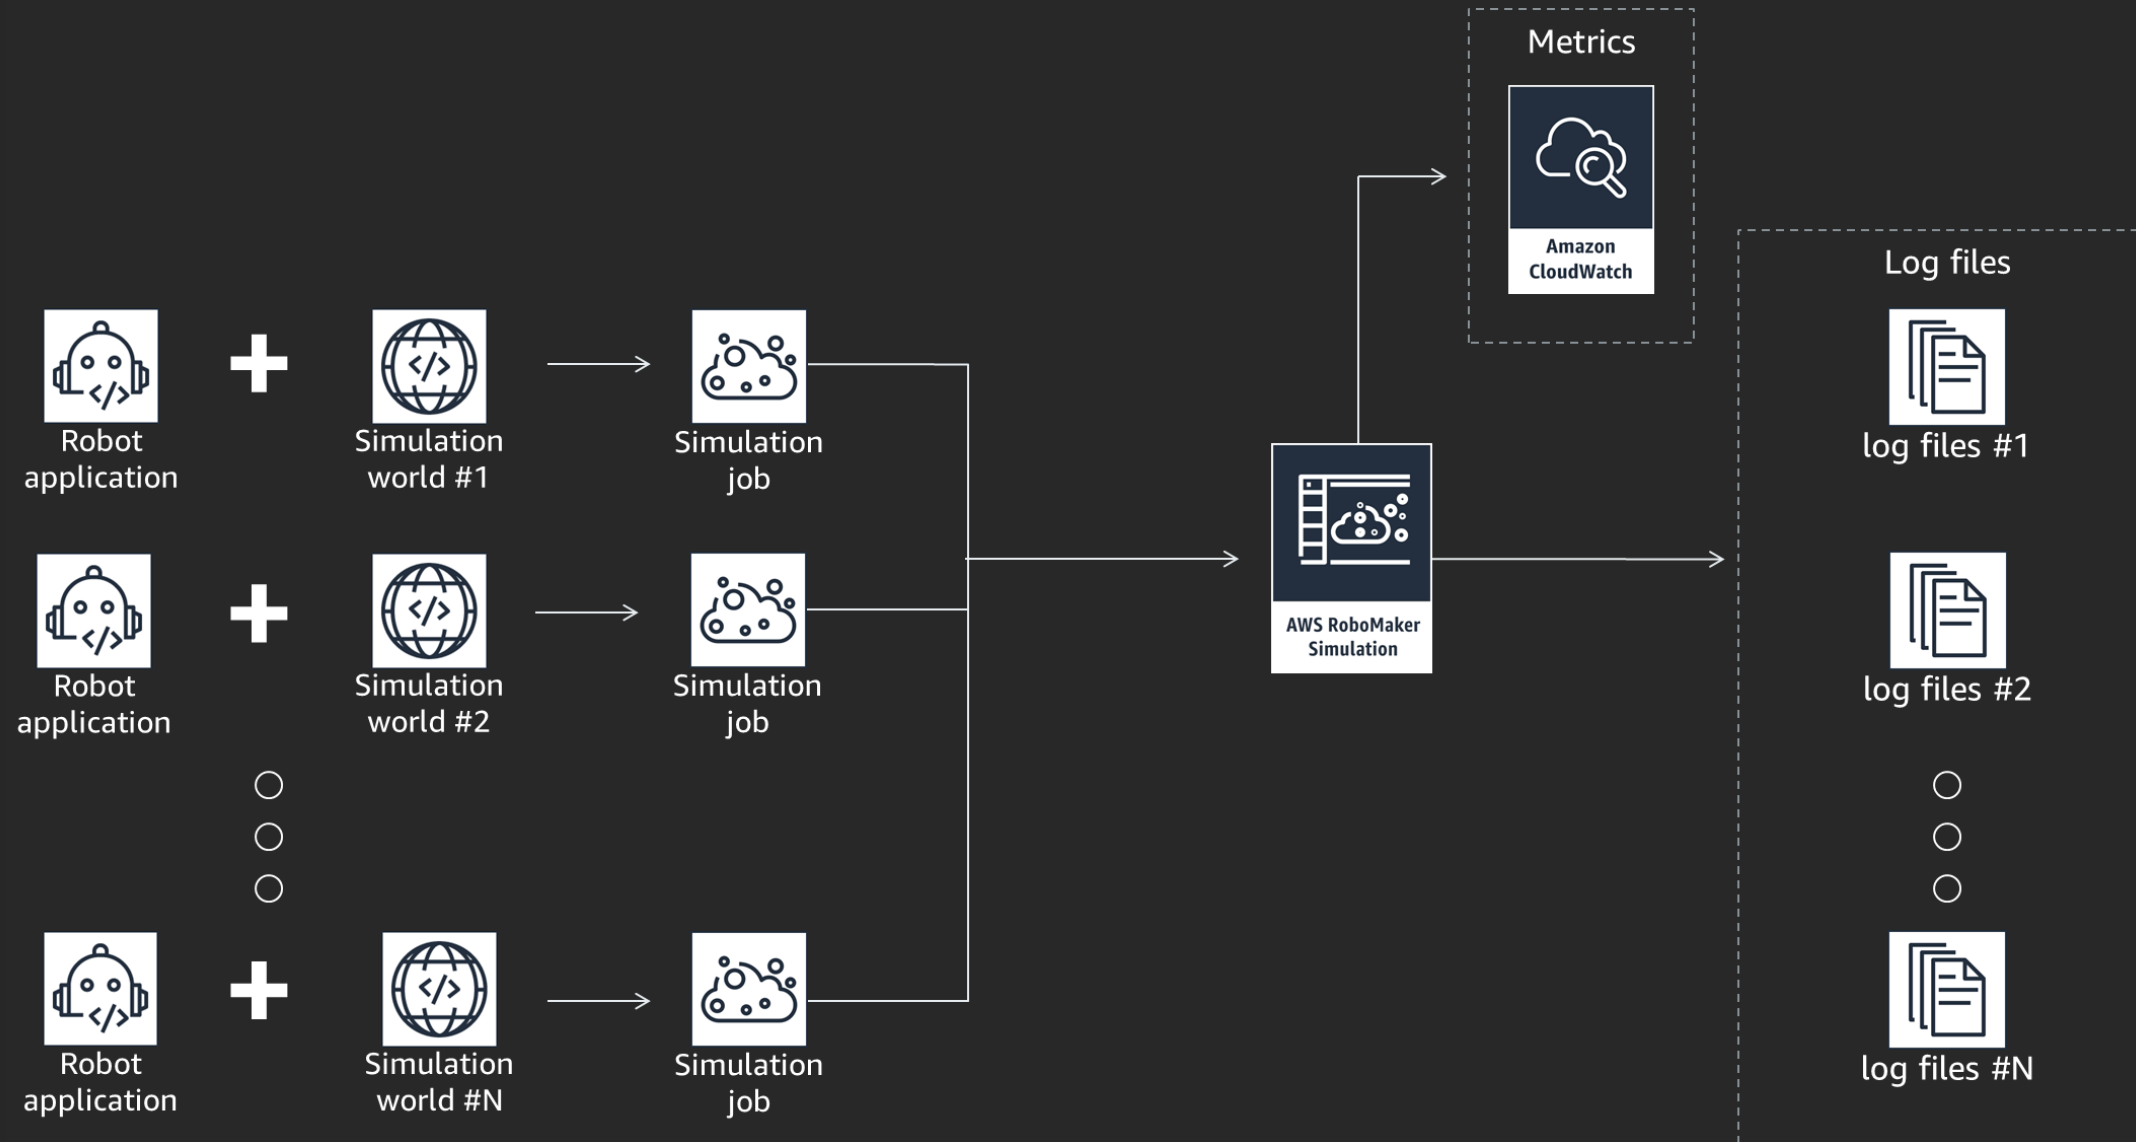 Metrics
Amazon
CloudWatch
Log files
Robot
application
Simulation
world #1
Simulation
job
log files #1
AWS RoboMaker
Simulation
Robot
application
Simulation
world #2
Simulation
job
log files #2
Robot
application
Simulation
world #N
Simulation
job
log files #N